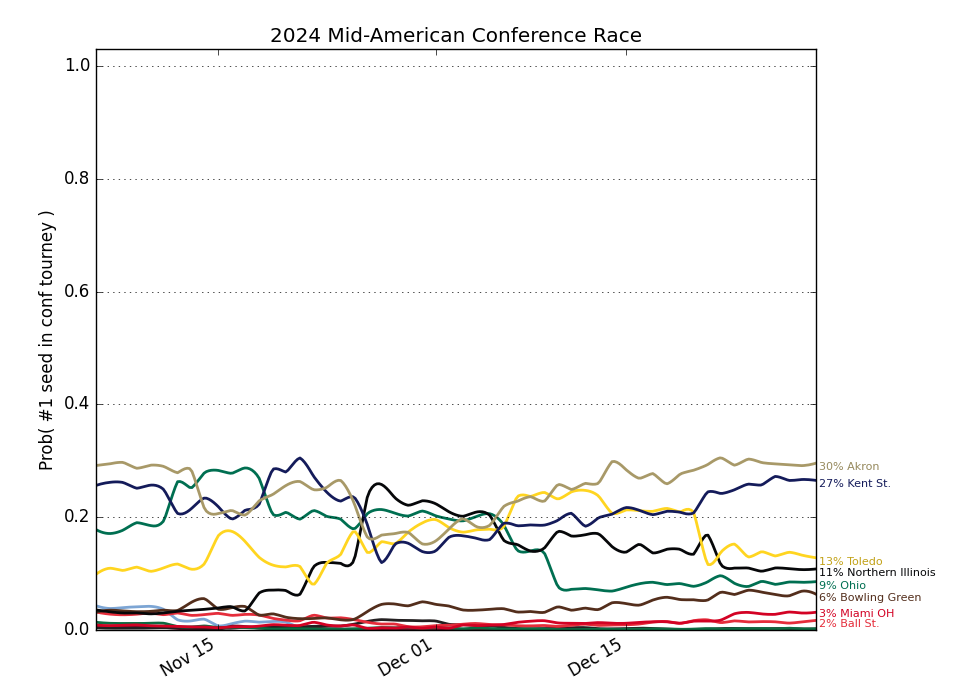 2024 Mid-American Conference Race
Prob( #1 seed in conf tourney )
1.0
0.8
0.6
0.4
0.2
0.0
Nov 15
Dec 01
Dec 15
30% Akron
27% Kent St.
13% Toledo
11% Northern Illinois
9% Ohio
6% Bowling Green
3% Miami OH
2% Ball St.